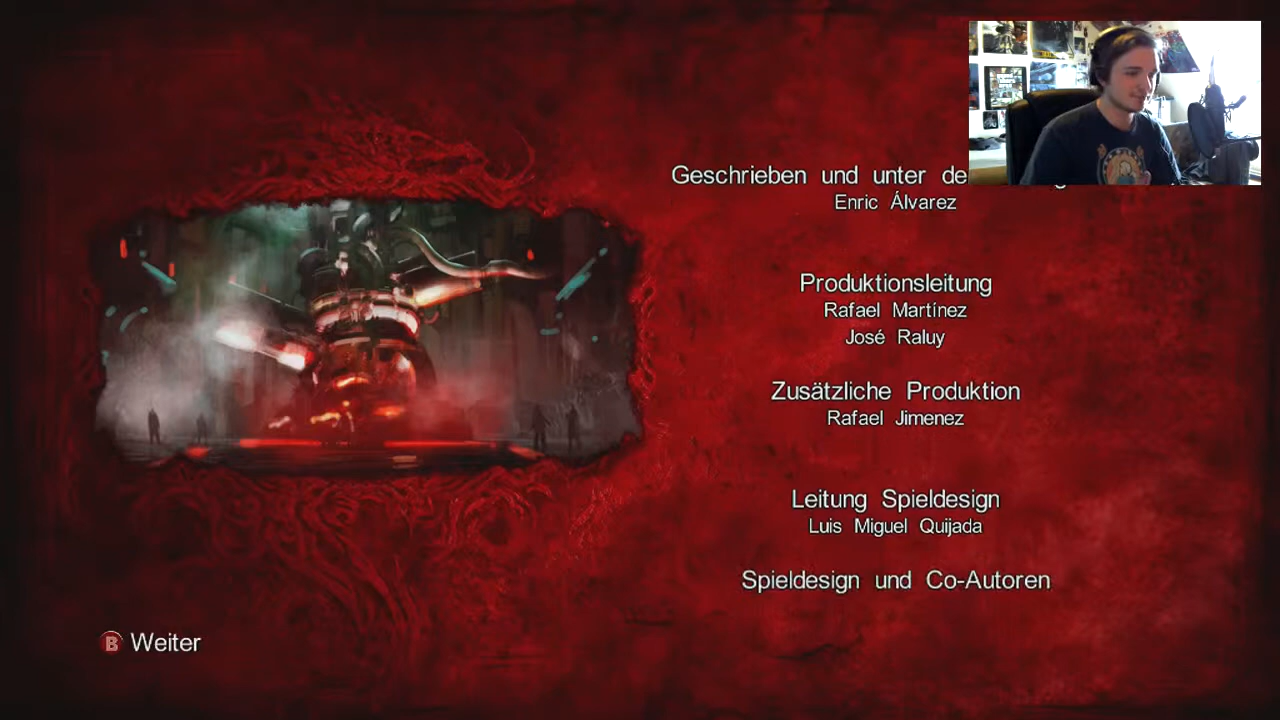 Geschrieben und unter
Enric Álvarez
Produktionsleitung
Rafael Martínez
José Raluy
Zusätzliche Produktion
Rafael Jimenez
Leitung Spieldesign
Luis Miguel Quijada
Spieldesign und Co-Autoren
B Weiter